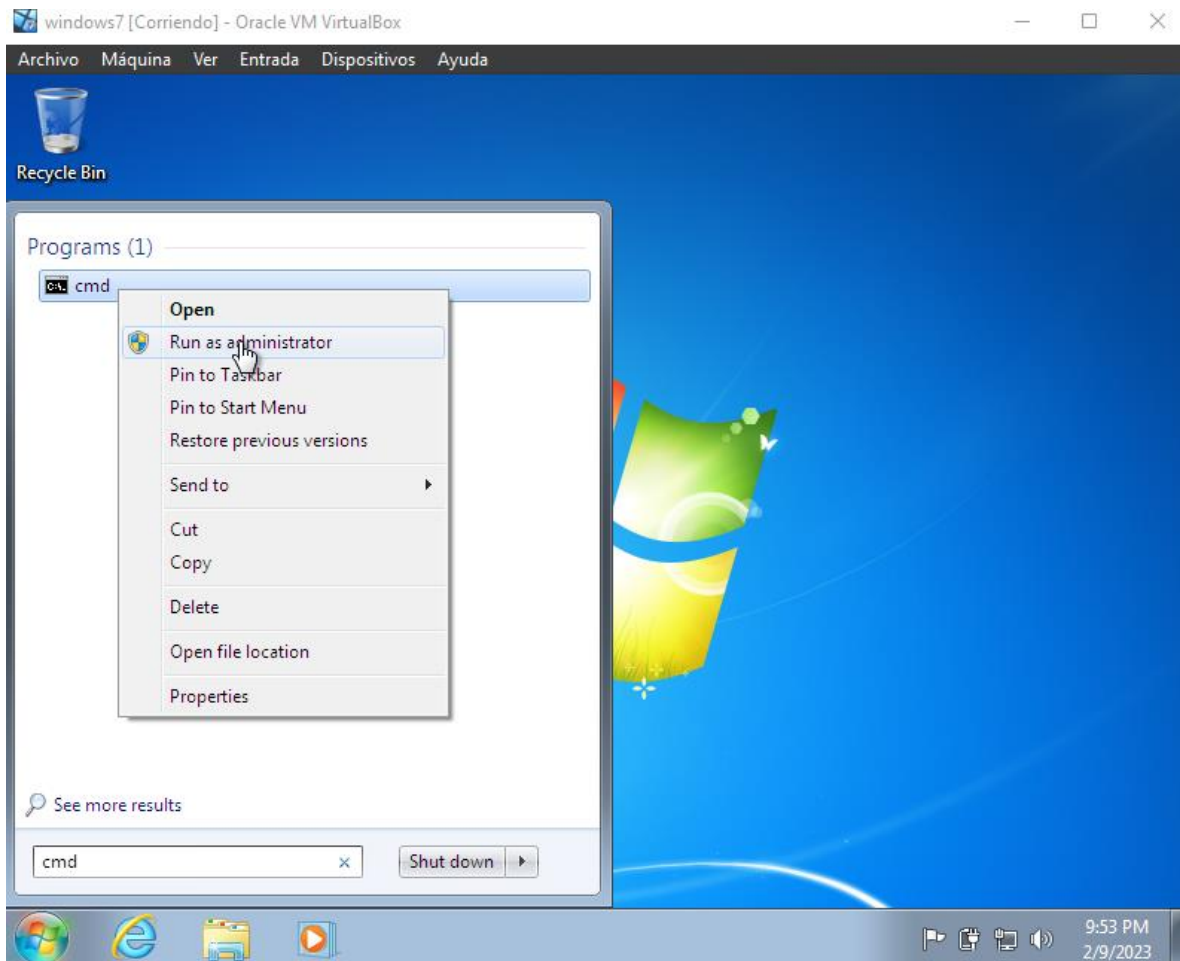 windows7 [Corriendo] - Oracle VM VirtualBox
Archivo Máquina Ver Entrada Dispositivos Ayuda
Recycle Bin
Programs (1)
cmd
Open
Run as administrator
Pin to Taskbar
Pin to Start Menu
Restore previous versions
Send to
Cut
Copy
Delete
Open file location
Properties
See more results
cmd
Shut down
9:53 PM
2/9/2023